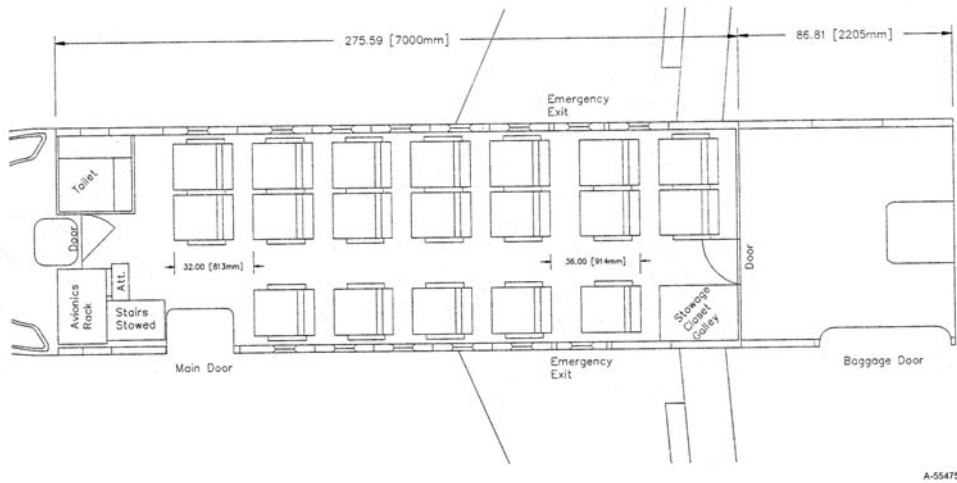 275.59 [7000mm]
86.81 [2205mm]
Emergency
Exit
Toilet
Door
32.00 [813mm]
36.00 [914mm]
Door
Avionics
Rack
Att.
Stairs
Stowed
Stowage
Closet
Galley
Main Door
Emergency
Exit
Baggage Door
A-55475